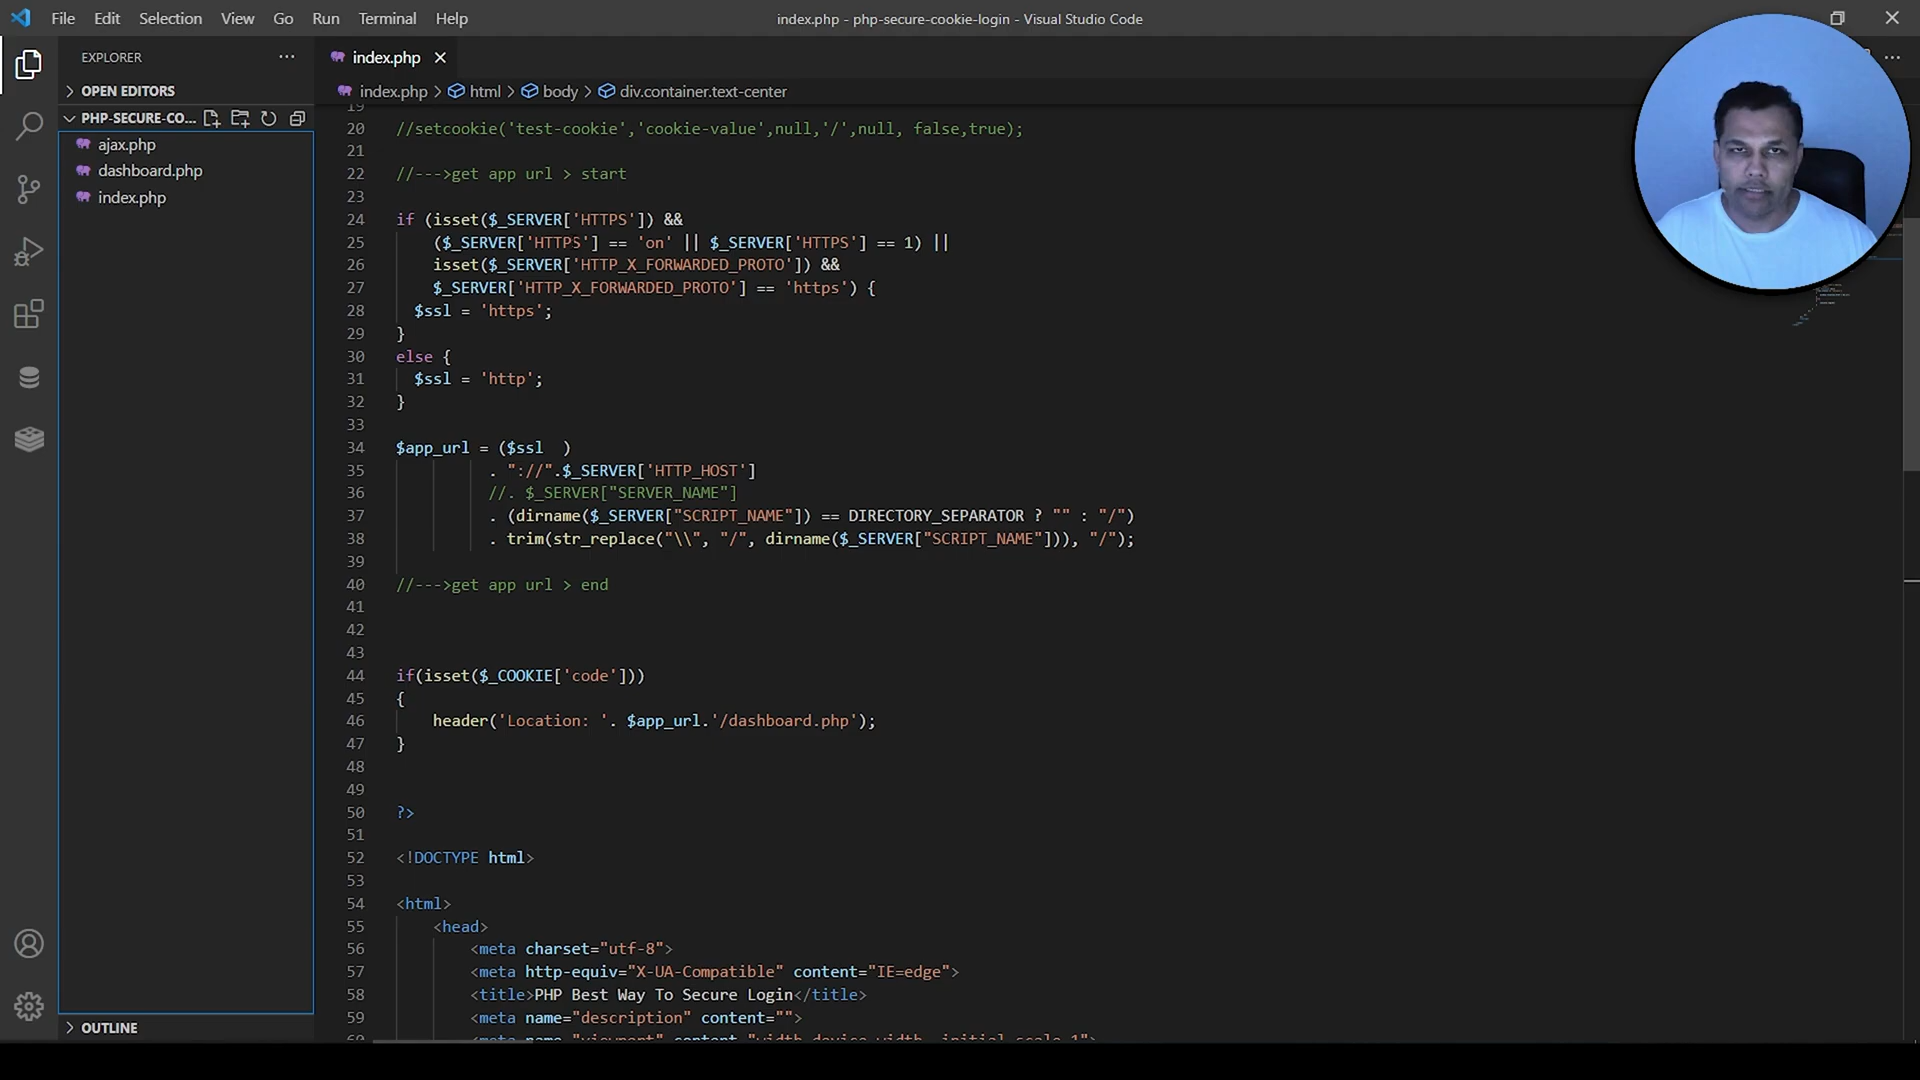 File Edit Selection View Go Run Terminal Help
index.php - php-secure-cookie-login - Visual Studio Code
EXPLORER
OPEN EDITORS
PHP-SECURE-CO...
ajax.php
dashboard.php
index.php
OUTLINE
index.php
index.php > html > body > div.container.text-center
19
20 //setcookie('test-cookie','cookie-value',null,'/',null, false,true);
21
22 //--->get app url > start
23
24 if (isset($_SERVER['HTTPS']) &&
25 ($_SERVER['HTTPS'] == 'on' || $_SERVER['HTTPS'] == 1) ||
26 isset($_SERVER['HTTP_X_FORWARDED_PROTO']) &&
27 $_SERVER['HTTP_X_FORWARDED_PROTO'] == 'https') {
28 $ssl = 'https';
29 }
30 else {
31 $ssl = 'http';
32 }
33
34 $app_url = ($ssl  )
35 . "://".$_SERVER['HTTP_HOST']
36 //. $_SERVER["SERVER_NAME"]
37 . (dirname($_SERVER["SCRIPT_NAME"]) == DIRECTORY_SEPARATOR ? "" : "/")
38 . trim(str_replace("\\", "/", dirname($_SERVER["SCRIPT_NAME"])), "/");
39
40 //--->get app url > end
41
42
43
44 if(isset($_COOKIE['code']))
45 {
46 header('Location: '. $app_url.'/dashboard.php');
47 }
48
49
50 ?>
51
52 <!DOCTYPE html>
53
54 <html>
55 <head>
56 <meta charset="utf-8">
57 <meta http-equiv="X-UA-Compatible" content="IE=edge">
58 <title>PHP Best Way To Secure Login</title>
59 <meta name="description" content="">
60 <meta name="viewport" content="width=device-width, initial-scale=1">